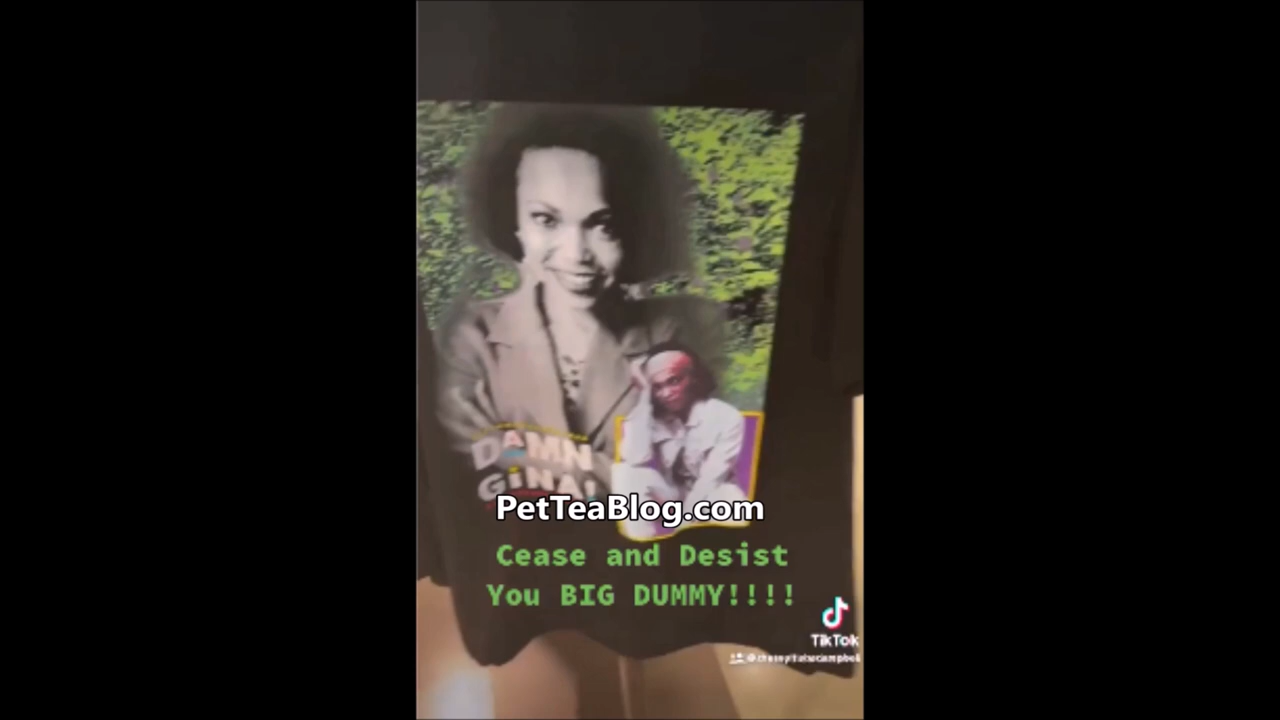 DAMN
GINA!
PetTeaBlog.com
Cease and Desist
You BIG DUMMY!!!!
TikTok